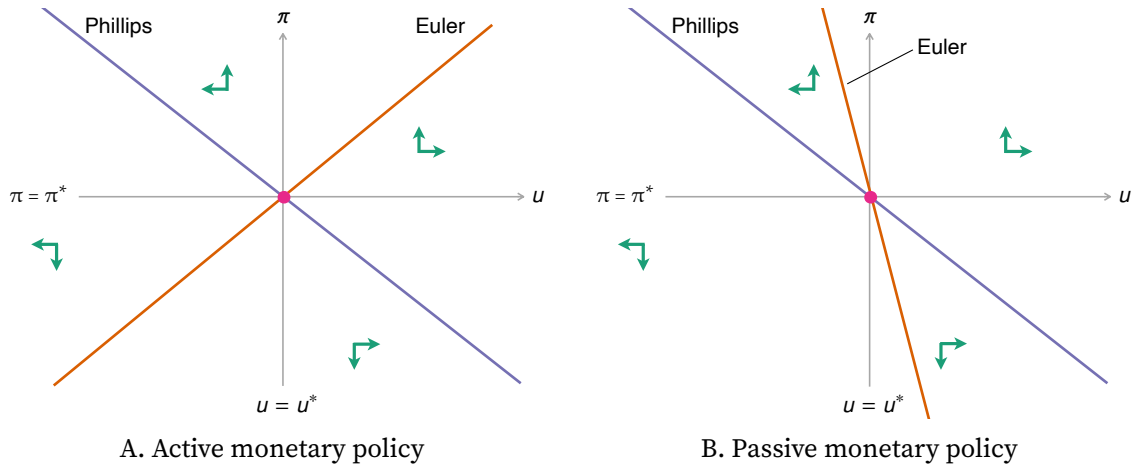 Phillips
π
Euler
π = π*
u
u = u*
A. Active monetary policy
Phillips
π
Euler
π = π*
u
u = u*
B. Passive monetary policy